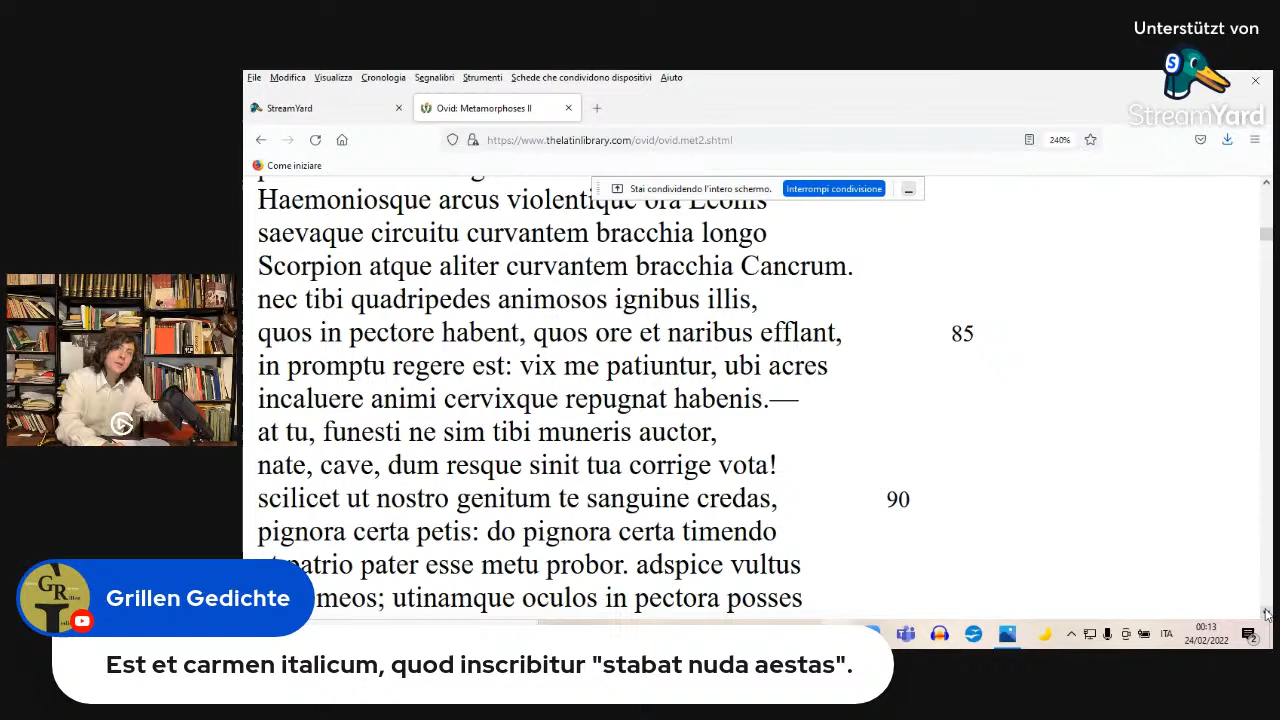 Unterstützt von
StreamYard
File Modifica Visualizza Cronologia Segnalibri Strumenti Schede che condividono dispositivi Aiuto
StreamYard
Ovid: Metamorphoses II
https://www.thelatinlibrary.com/ovid/ovid.met2.shtml
240%
Come iniziare
Stai condividendo l'intero schermo.
Interrompi condivisione
Haemoniosque arcus violentique ora Leonis
saevaque circuitu curvantem bracchia longo
Scorpion atque aliter curvantem bracchia Cancrum.
nec tibi quadripedes animosos ignibus illis,
quos in pectore habent, quos ore et naribus efflant, 85
in promptu regere est: vix me patiuntur, ubi acres
incaluere animi cervixque repugnat habenis.—
at tu, funesti ne sim tibi muneris auctor,
nate, cave, dum resque sinit tua corrige vota!
scilicet ut nostro genitum te sanguine credas, 90
pignora certa petis: do pignora certa timendo
patrio pater esse metu probor. adspice vultus
meos; utinamque oculos in pectora posses
GR
Grillen Gedichte
Est et carmen italicum, quod inscribitur "stabat nuda aestas".
ITA
00:13
24/02/2022
2